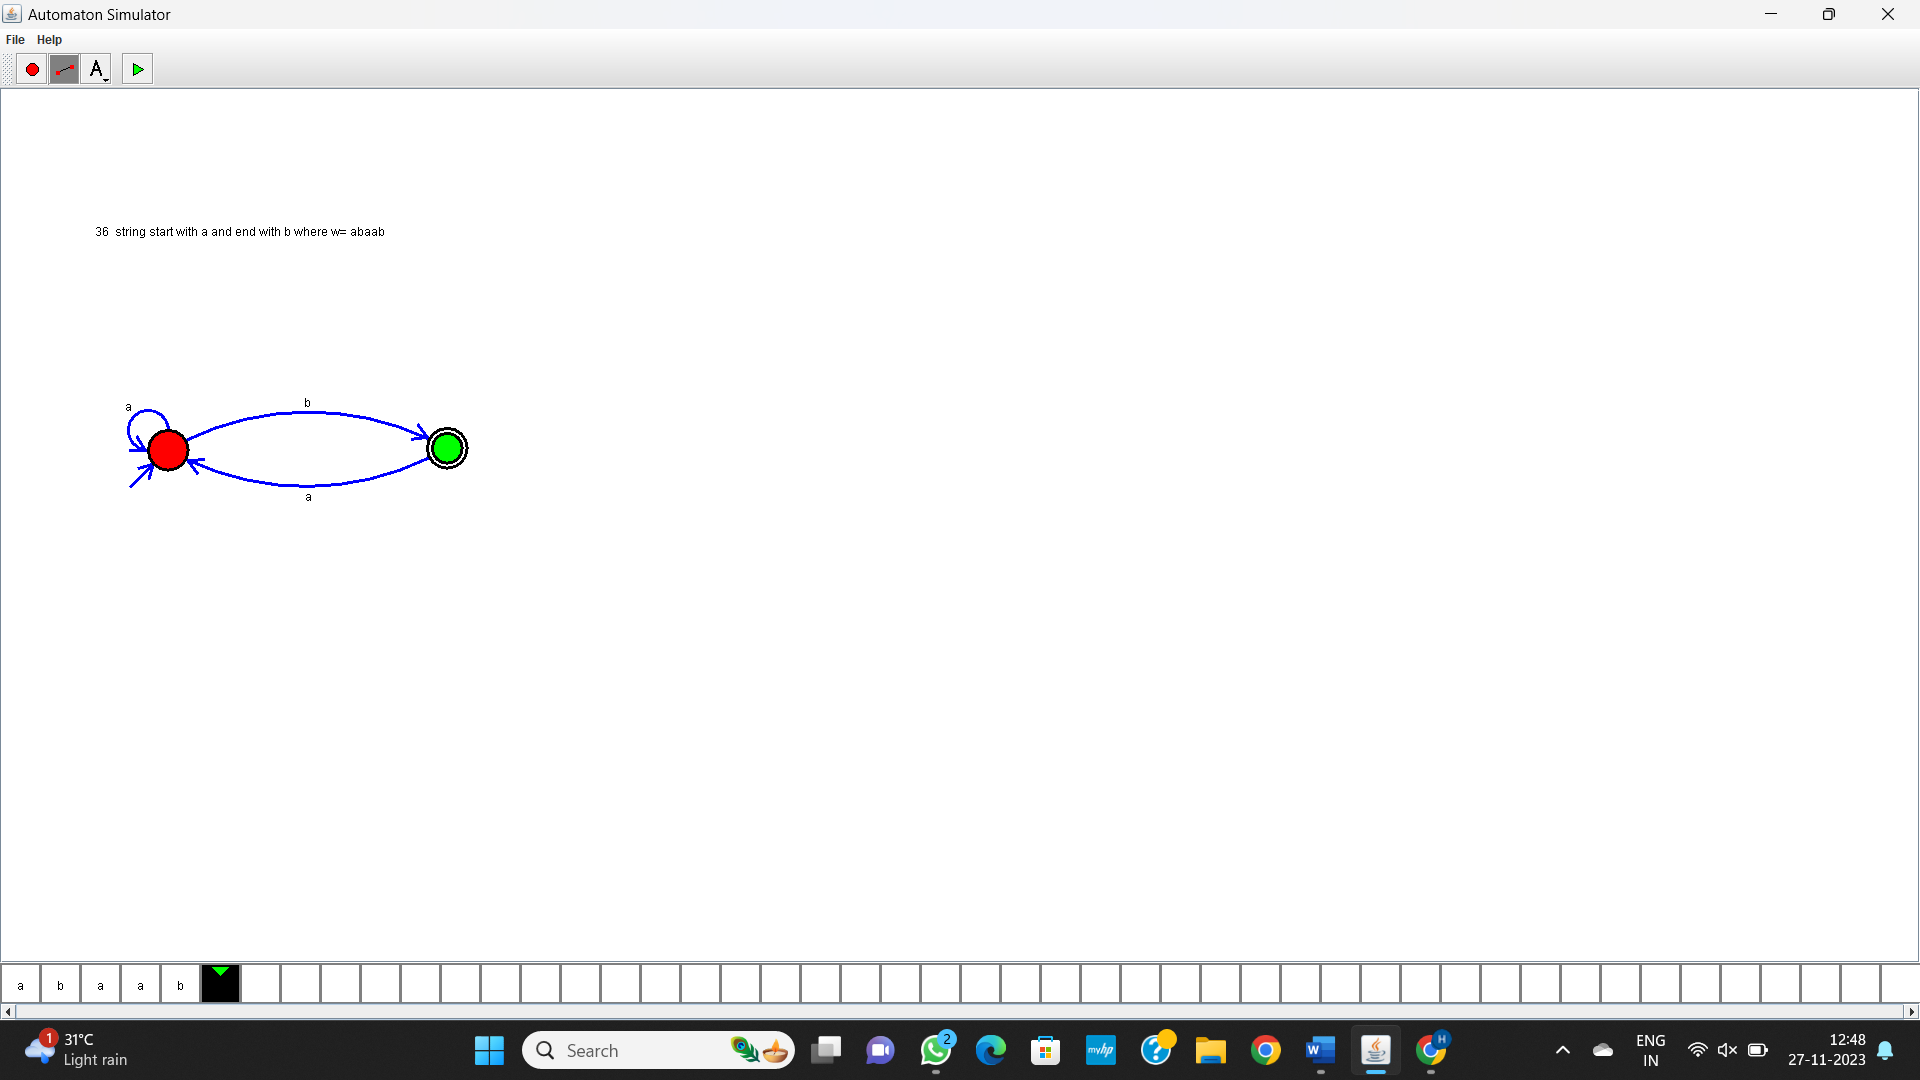 Automaton Simulator
File Help
A
36 string start with a and end with b where w= abaab
a
b
a
a b a a b
1
31°C
Light rain
Search
2
myhp
?
W
H
ENG
IN
12:48
27-11-2023